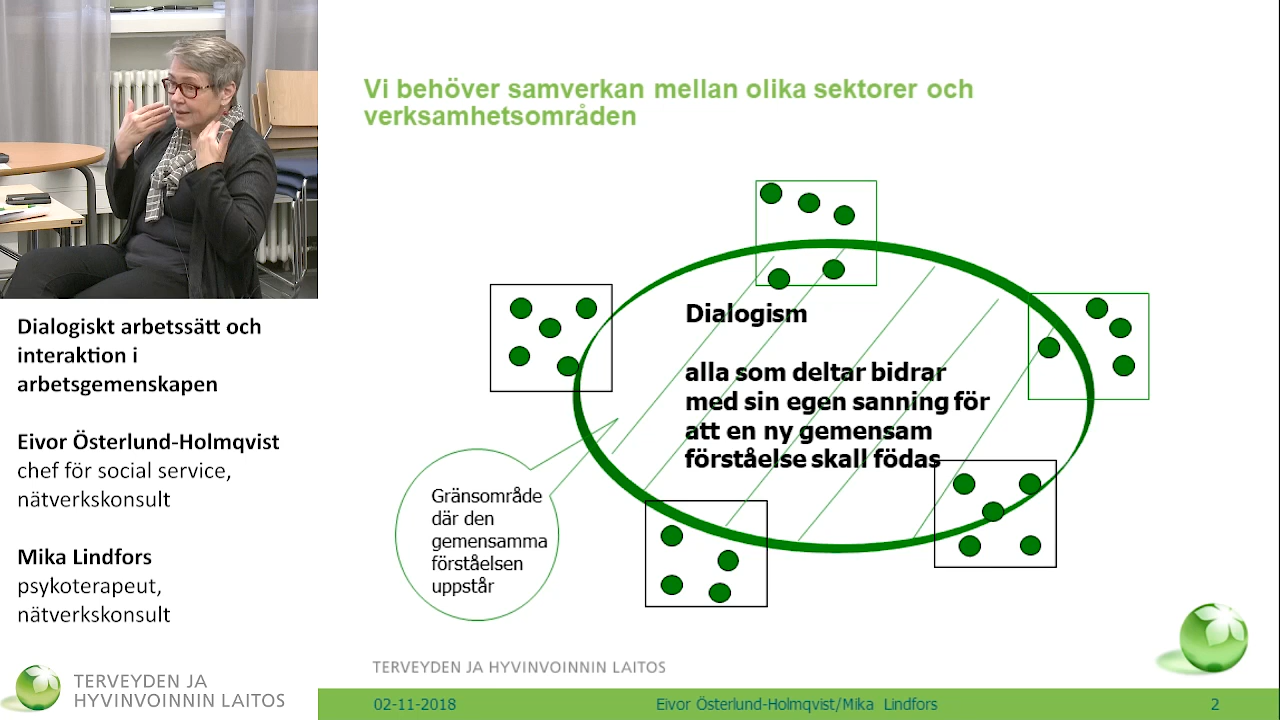 Dialogiskt arbetssätt och
interaktion i
arbetsgemenskapen
Eivor Österlund-Holmqvist
chef för social service,
nätverkskonsult
Mika Lindfors
psykoterapeut,
nätverkskonsult
TERVEYDEN JA
HYVINVOINNIN LAITOS
Vi behöver samverkan mellan olika sektorer och
verksamhetsområden
Dialogism
alla som deltar bidrar
med sin egen sanning för
att en ny gemensam
förståelse skall födas
Gränsområde
där den
gemensamma
förståelsen
uppstår
TERVEYDEN JA HYVINVOINNIN LAITOS
02-11-2018
Eivor Österlund-Holmqvist/Mika Lindfors
2